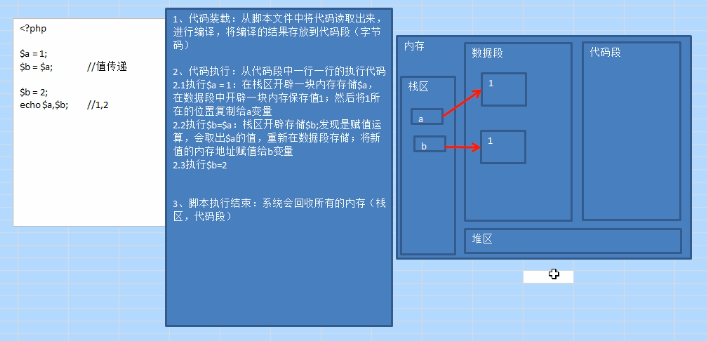 <?php
$a = 1;
$b = $a; //值传递
$b = 2;
echo $a,$b; //1,2
1、代码装载：从脚本文件中将代码读取出来，
进行编译，将编译的结果存放到代码段（字节
码）
2、代码执行：从代码段中一行一行的执行代码
2.1执行$a = 1：在栈区开辟一块内存存储$a，
在数据段中开辟一块内存保存值1；然后将1所
在的位置复制给a变量
2.2执行$b=$a：栈区开辟存储$b;发现是赋值运
算，会取出$a的值，重新在数据段存储；将新
值的内存地址赋值给b变量
2.3执行$b=2
3、脚本执行结束：系统会回收所有的内存（栈
区，代码段）
内存
栈区
a
b
数据段
1
1
代码段
堆区